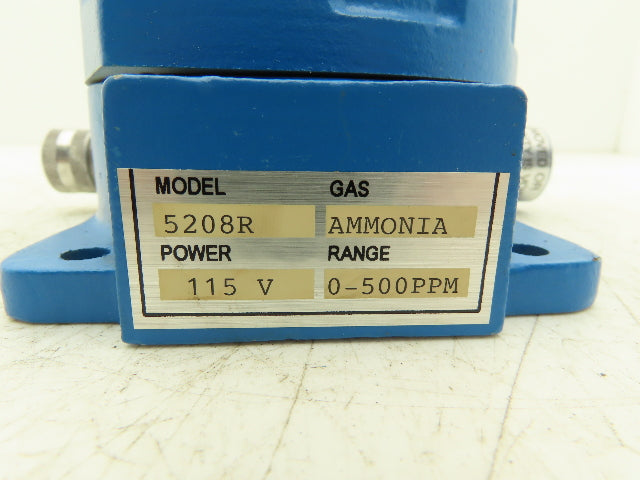 MODEL GAS
5208R AMMONIA
POWER RANGE
115 V 0-500PPM